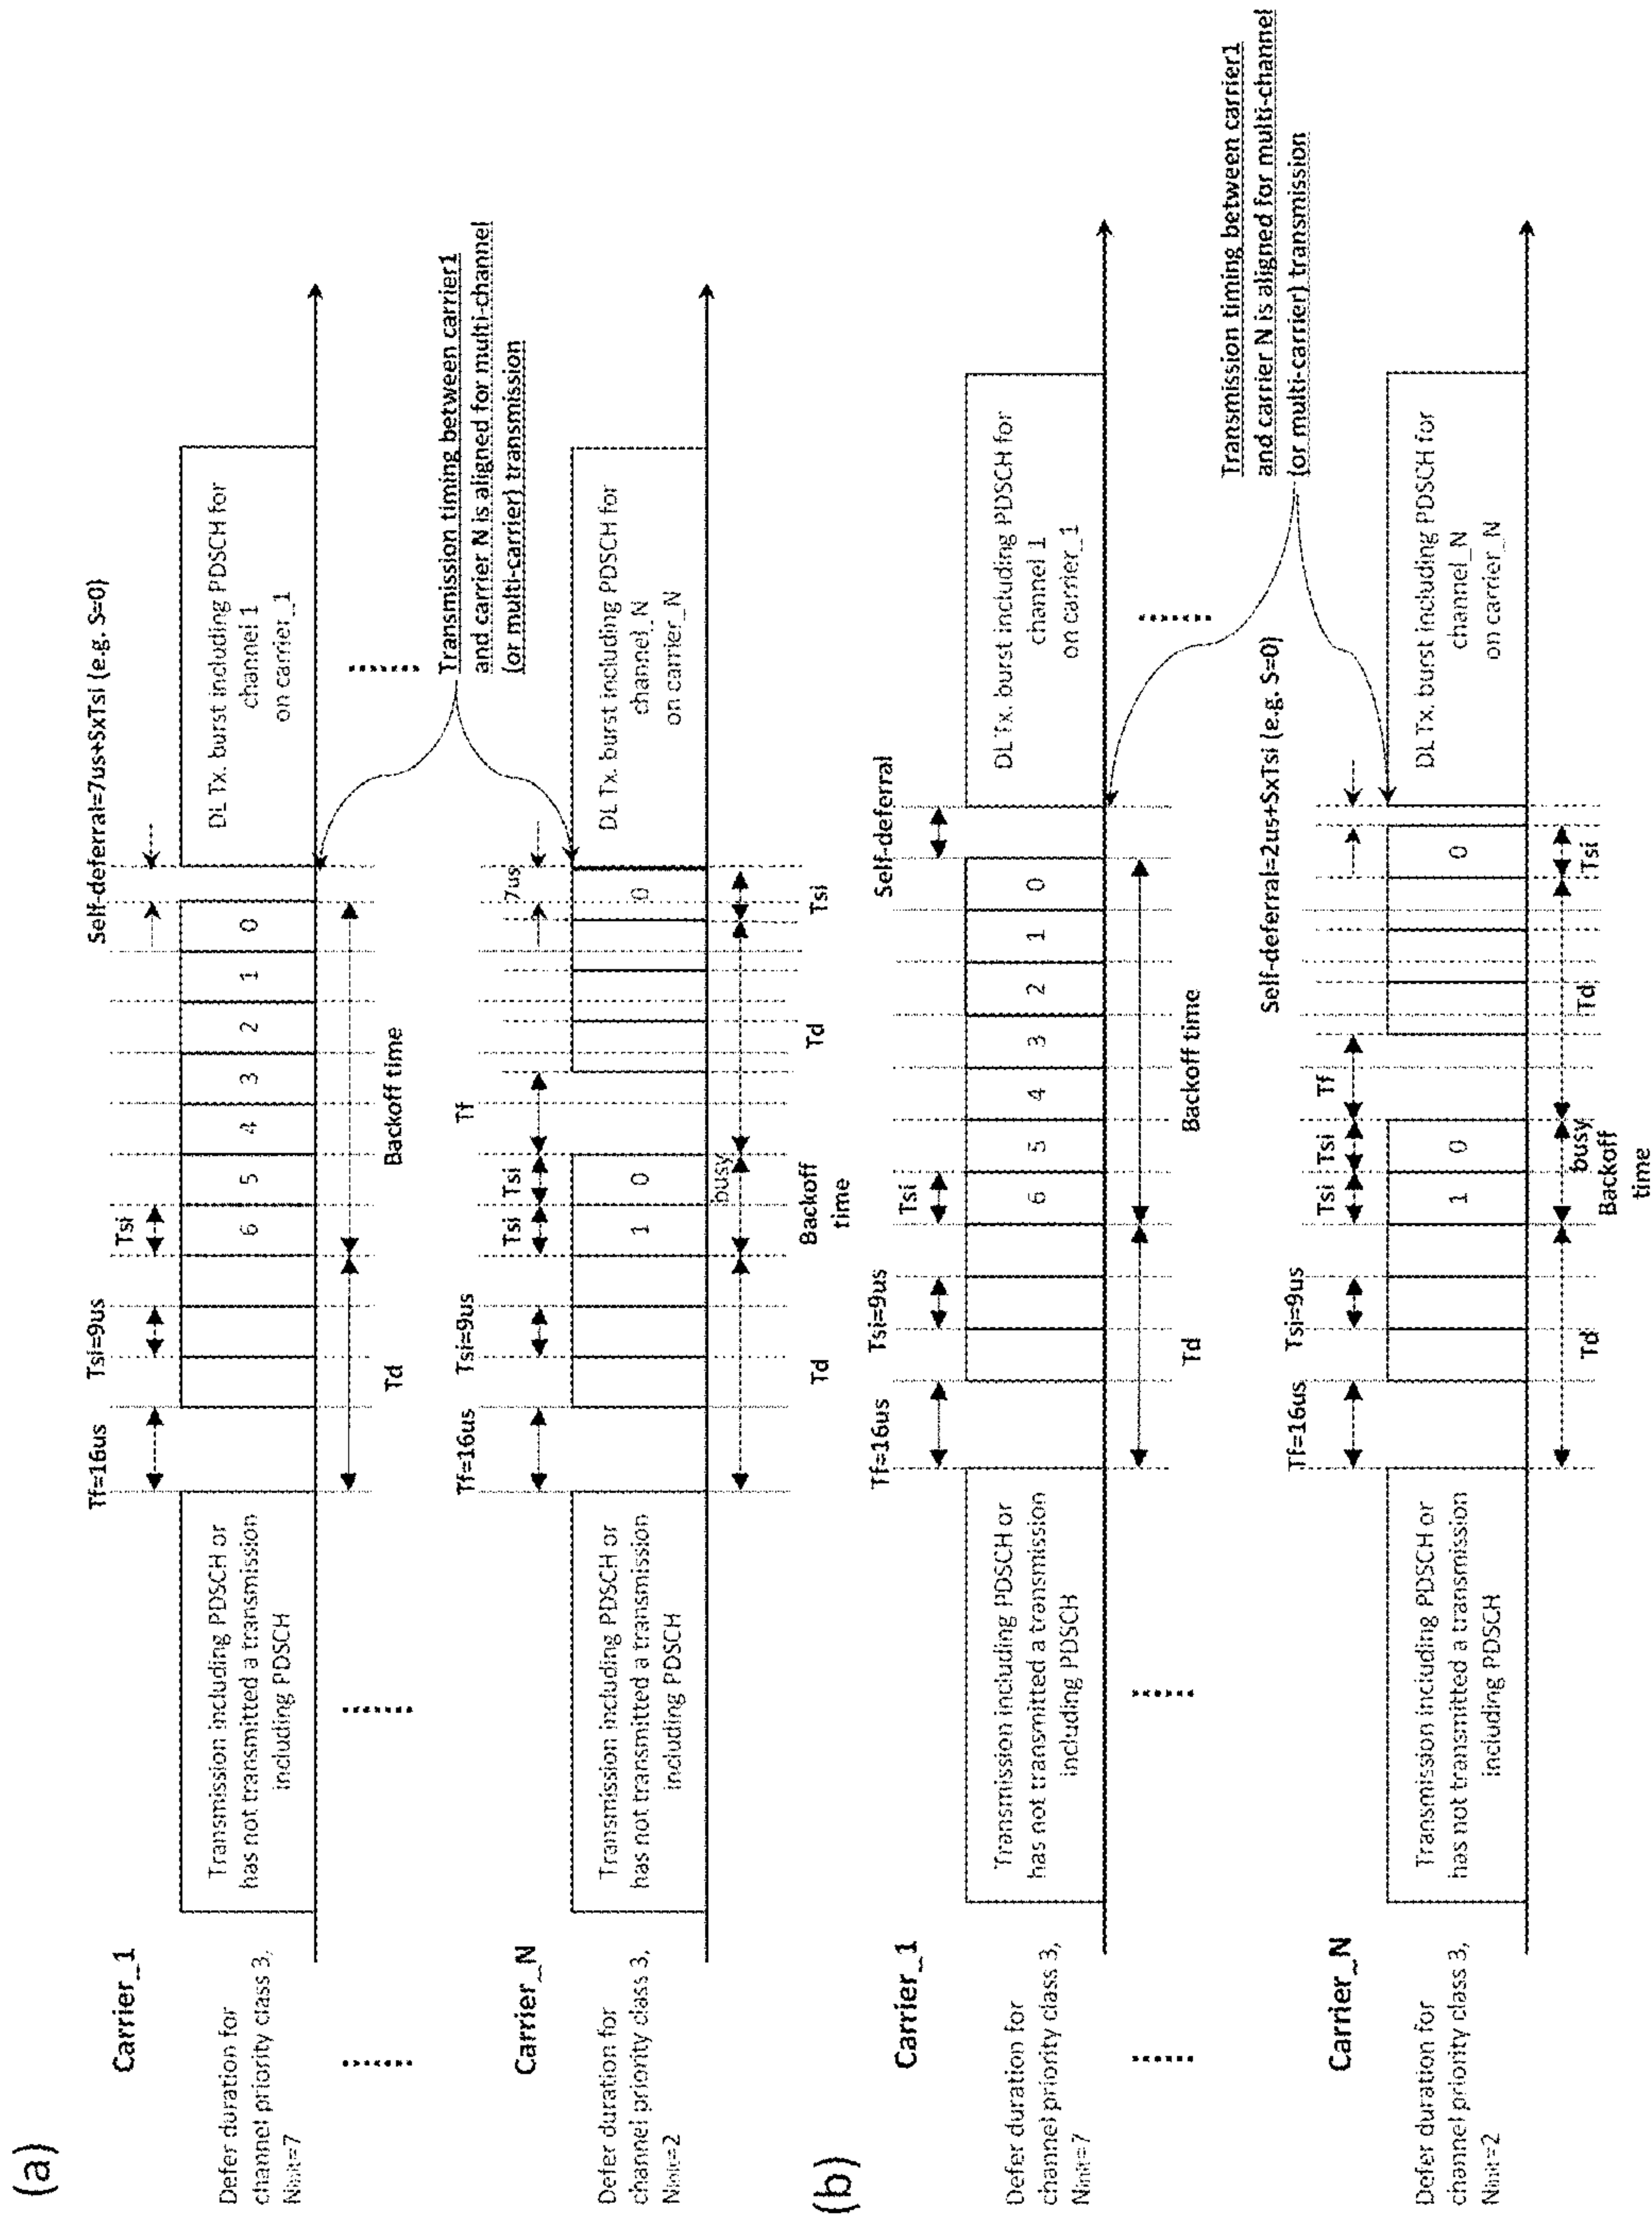 (a)
Carrier_1
Defer duration for
channel priority class 3,
Ninit=7
Transmission including PDSCH or
has not transmitted a transmission
including PDSCH
Tf=16us
Tsi=9us
Tsi
Self-deferral=7us+SxTsi (e.g. S=0)
6
5
4
3
2
1
0
Td
Backoff time
DL Tx. burst including PDSCH for
channel 1
on carrier_1
......
......
......
Transmission timing between carrier1
and carrier N is aligned for multi-channel
(or multi-carrier) transmission
Carrier_N
Defer duration for
channel priority class 3,
Ninit=2
Transmission including PDSCH or
has not transmitted a transmission
including PDSCH
Tf=16us
Tsi=9us
Tsi
Tsi
Tf
7us
1
0
0
busy
Td
Backoff
time
Td
Tsi
DL Tx. burst including PDSCH for
channel_N
on carrier_N
(b)
Carrier_1
Defer duration for
channel priority class 3,
Ninit=7
Transmission including PDSCH or
has not transmitted a transmission
including PDSCH
Tf=16us
Tsi=9us
Tsi
Self-deferral
6
5
4
3
2
1
0
Td
Backoff time
DL Tx. burst including PDSCH for
channel 1
on carrier_1
......
......
......
Transmission timing between carrier1
and carrier N is aligned for multi-channel
(or multi-carrier) transmission
Self-deferral=2us+SxTsi (e.g. S=0)
Carrier_N
Defer duration for
channel priority class 3,
Ninit=2
Transmission including PDSCH or
has not transmitted a transmission
including PDSCH
Tf=16us
Tsi=9us
Tsi
Tsi
Tf
1
0
0
Td
busy
Backoff
time
Td
Tsi
DL Tx. burst including PDSCH for
channel_N
on carrier_N